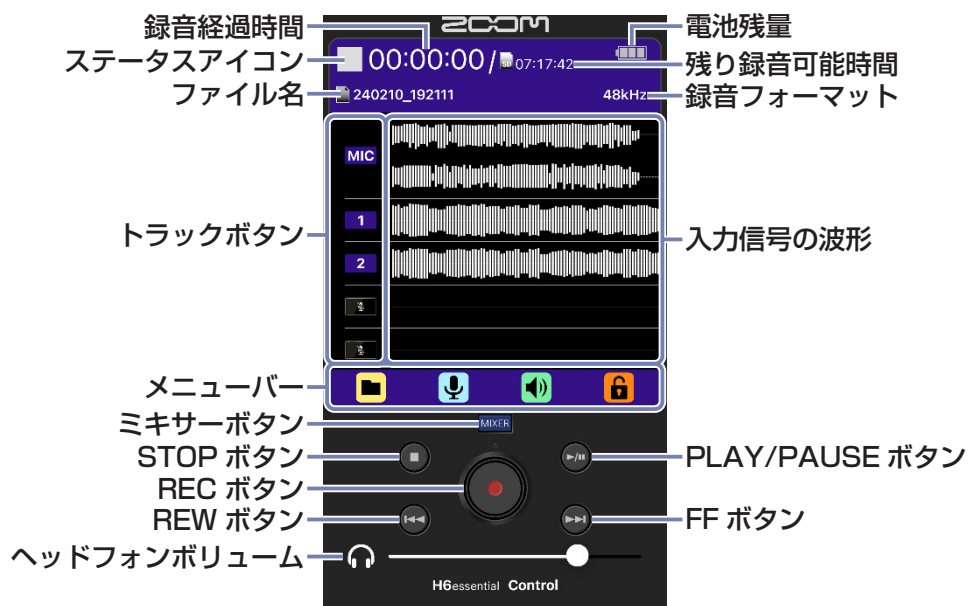 録音経過時間
ステータスアイコン
ファイル名
トラックボタン
メニューバー
ミキサーボタン
STOP ボタン
REC ボタン
REW ボタン
ヘッドフォンボリューム
ZOOM
00:00:00 / SD 07:17:42
240210_192111 48kHz
MIC
1
2
MIXER
H6essential Control
電池残量
残り録音可能時間
録音フォーマット
入力信号の波形
PLAY/PAUSE ボタン
FF ボタン